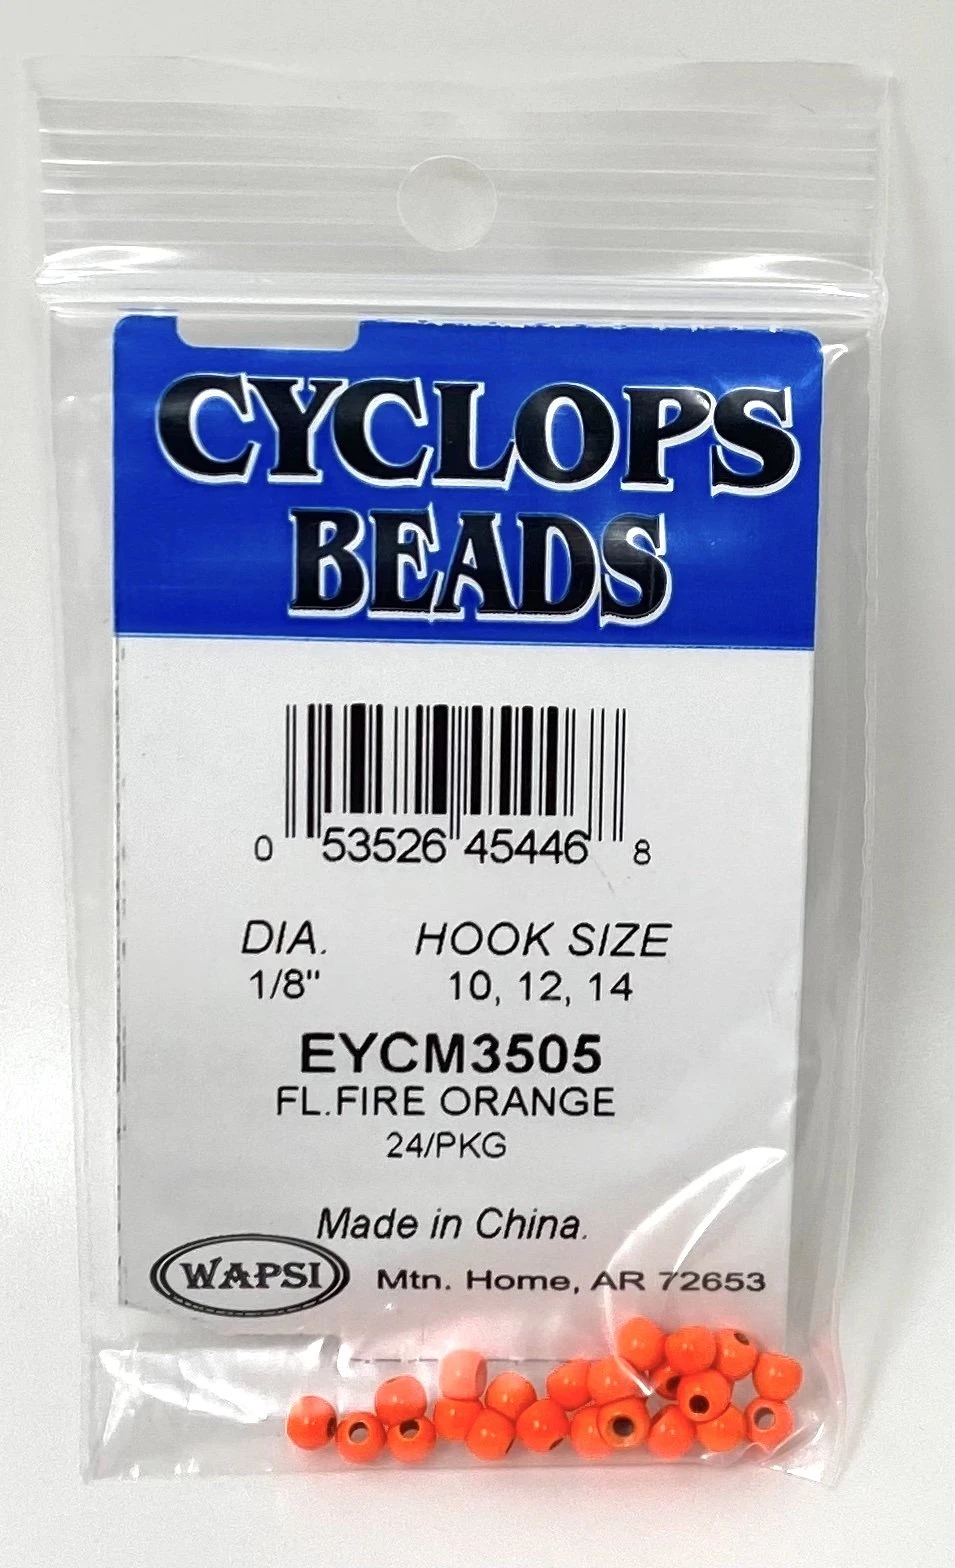 CYCLOPS
BEADS
0 53526 45446 8
DIA. HOOK SIZE
1/8" 10, 12, 14
EYCM3505
FL.FIRE ORANGE
24/PKG
Made in China.
WAPSI Mtn. Home, AR 72653